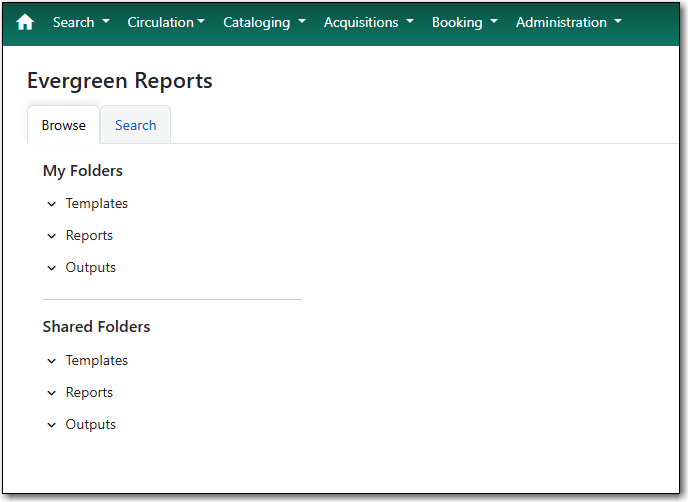 Search Circulation Cataloging Acquisitions Booking Administration
Evergreen Reports
Browse Search
My Folders
Templates
Reports
Outputs
Shared Folders
Templates
Reports
Outputs